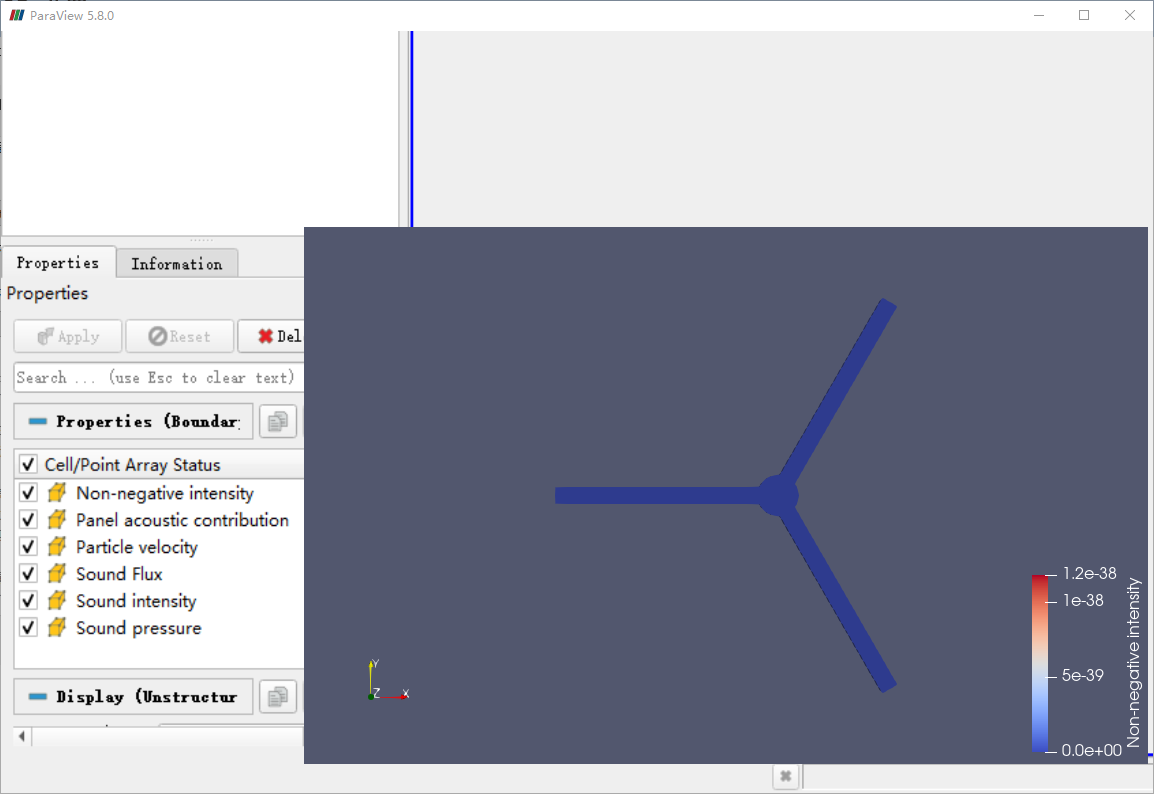 ParaView 5.8.0
Properties
Information
Properties
Apply
Reset
Del
Search ... (use Esc to clear text)
Properties (Boundar
Cell/Point Array Status
Non-negative intensity
Panel acoustic contribution
Particle velocity
Sound Flux
Sound intensity
Sound pressure
Display (Unstructur
Y
Z
X
1.2e-38
1e-38
5e-39
0.0e+00
Non-negative intensity